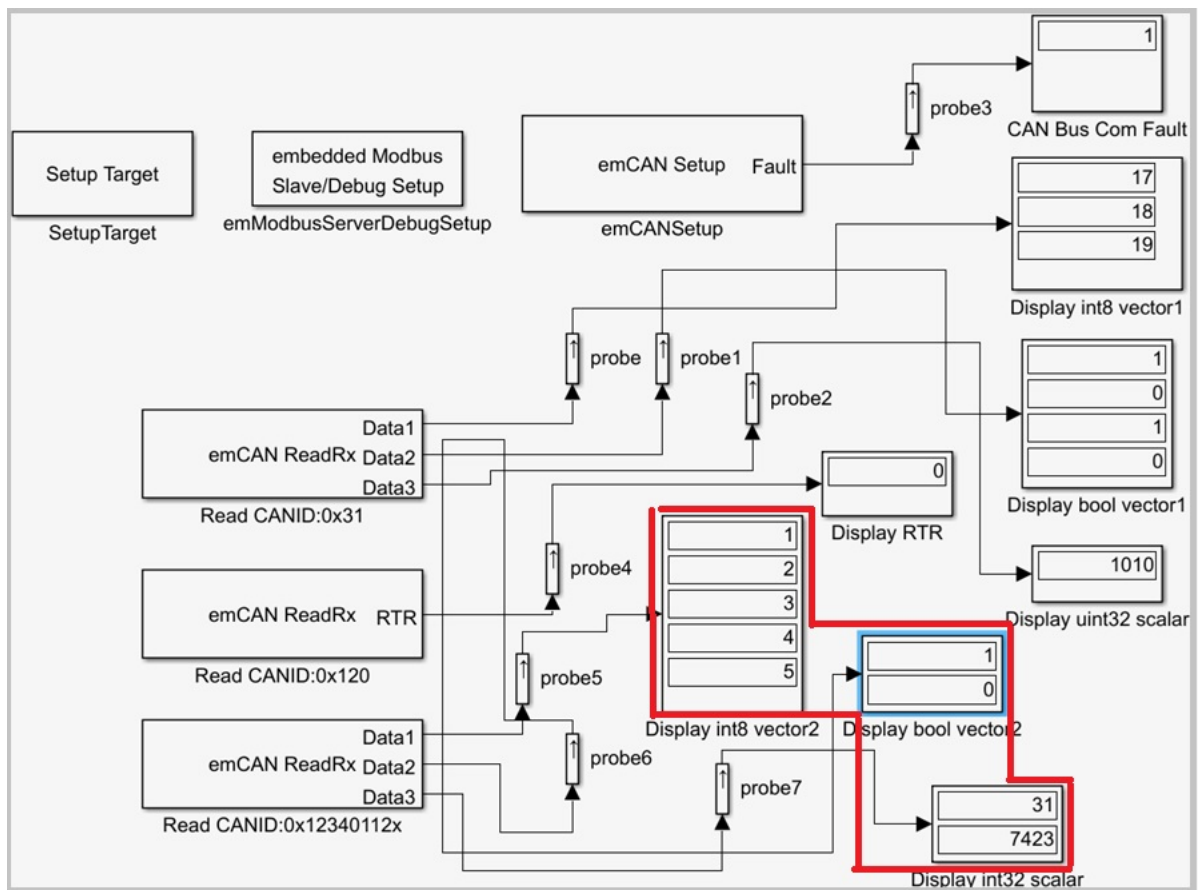 1
probe3
CAN Bus Com Fault
Setup Target
SetupTarget
embedded Modbus
Slave/Debug Setup
emModbusServerDebugSetup
emCAN Setup
Fault
emCANSetup
17
18
19
Display int8 vector1
probe
probe1
probe2
1
0
1
0
Display bool vector1
Data1
emCAN ReadRx
Data2
Data3
Read CANID:0x31
0
Display RTR
1010
Display uint32 scalar
probe4
emCAN ReadRx
RTR
Read CANID:0x120
1
2
3
4
5
Display int8 vector2
probe5
1
0
Display bool vector2
Data1
emCAN ReadRx
Data2
Data3
Read CANID:0x12340112x
probe6
probe7
31
7423
Display int32 scalar